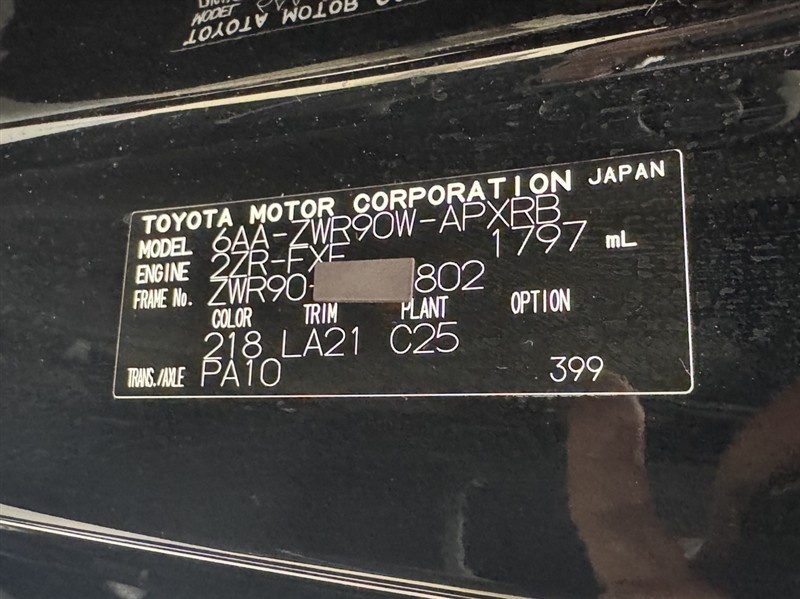 TOYOTA MOTOR CORPORATION JAPAN
MODEL 6AA-ZWR90W-APXRB
ENGINE 2ZR-FXE 1797 mL
FRAME No. ZWR90- 802
COLOR TRIM PLANT OPTION
218 LA21 C25
TRANS./AXLE PA10 399